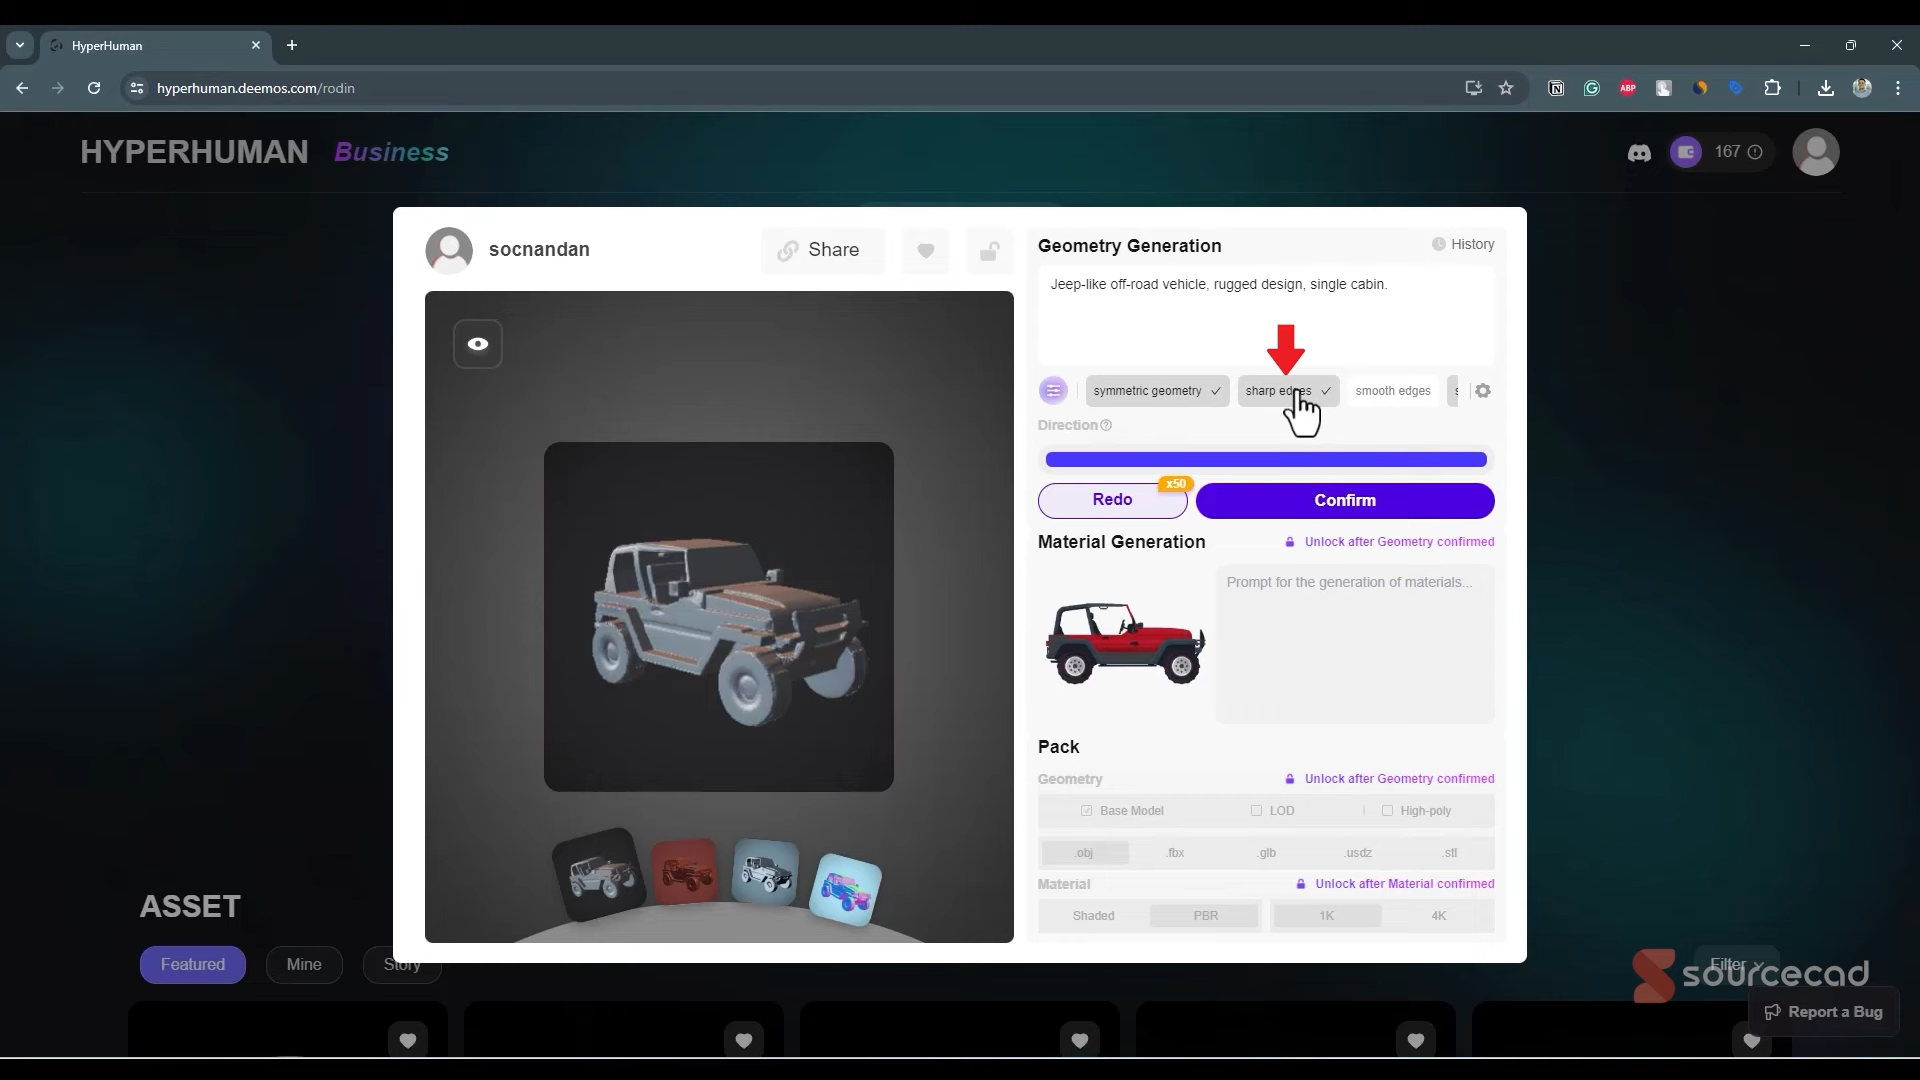 HyperHuman
hyperhuman.deemos.com/rodin
ABP
HYPERHUMAN Business
167
socnandan
Share
Geometry Generation
History
Jeep-like off-road vehicle, rugged design, single cabin.
symmetric geometry
sharp edges
smooth edges
s
Direction
x50
Redo
Confirm
Material Generation
Unlock after Geometry confirmed
Prompt for the generation of materials...
Pack
Geometry
Unlock after Geometry confirmed
Base Model
LOD
High-poly
.obj
.fbx
.glb
.usdz
.stl
Material
Unlock after Material confirmed
Shaded
PBR
1K
4K
ASSET
Featured
Mine
Story
Filter
sourcecad
Report a Bug